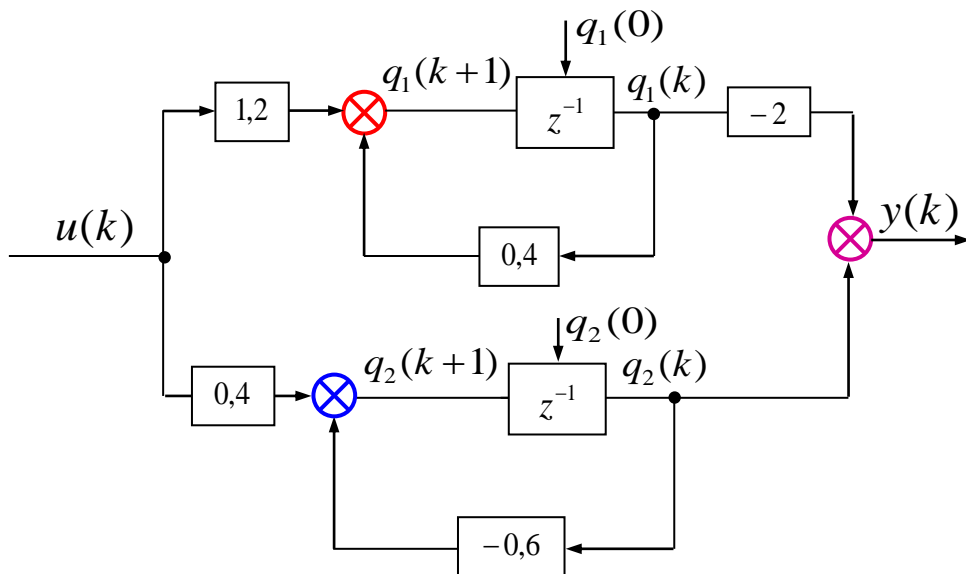 q₁(0)
q₁(k+1)
q₁(k)
1,2
z⁻¹
−2
u(k)
y(k)
0,4
q₂(0)
q₂(k+1)
q₂(k)
0,4
z⁻¹
−0,6